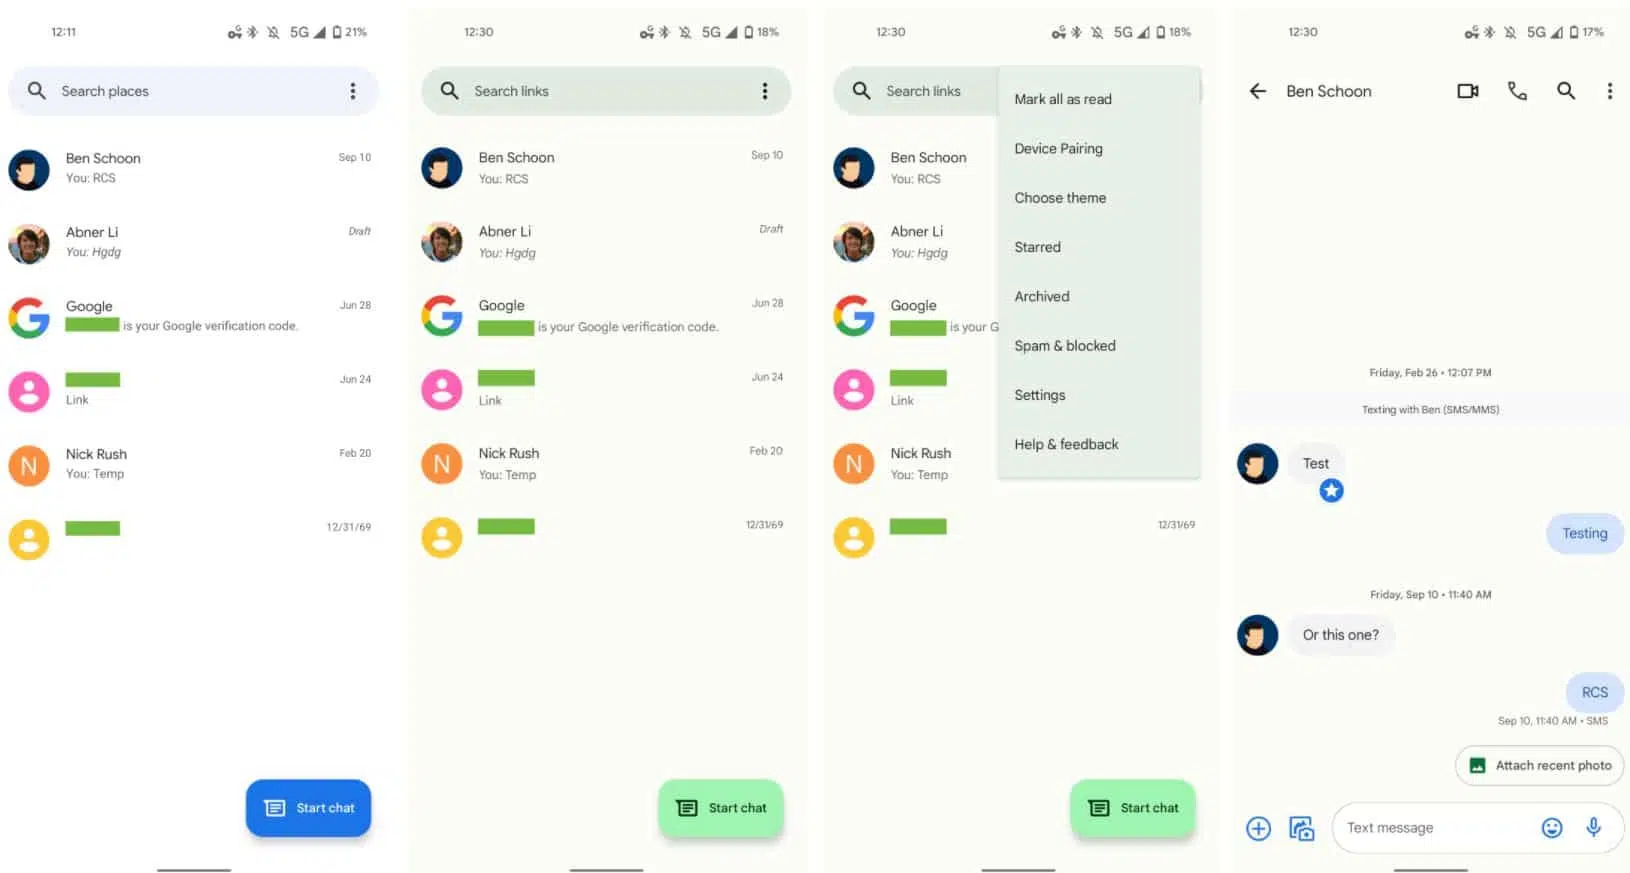 12:11
5G
21%
Search places
Ben Schoon
Sep 10
You: RCS
Abner Li
Draft
You: Hgdg
Google
Jun 28
is your Google verification code.
Jun 24
Link
N
Nick Rush
Feb 20
You: Temp
12/31/69
Start chat
12:30
5G
18%
Search links
Ben Schoon
Sep 10
You: RCS
Abner Li
Draft
You: Hgdg
Google
Jun 28
is your Google verification code.
Jun 24
Link
N
Nick Rush
Feb 20
You: Temp
12/31/69
Start chat
12:30
5G
18%
Search links
Ben Schoon
You: RCS
Abner Li
You: Hgdg
Google
is your G
Link
N
Nick Rush
You: Temp
12/31/69
Mark all as read
Device Pairing
Choose theme
Starred
Archived
Spam & blocked
Settings
Help & feedback
Start chat
12:30
5G
17%
Ben Schoon
Friday, Feb 26 • 12:07 PM
Texting with Ben (SMS/MMS)
Test
Testing
Friday, Sep 10 • 11:40 AM
Or this one?
RCS
Sep 10, 11:40 AM • SMS
Attach recent photo
Text message